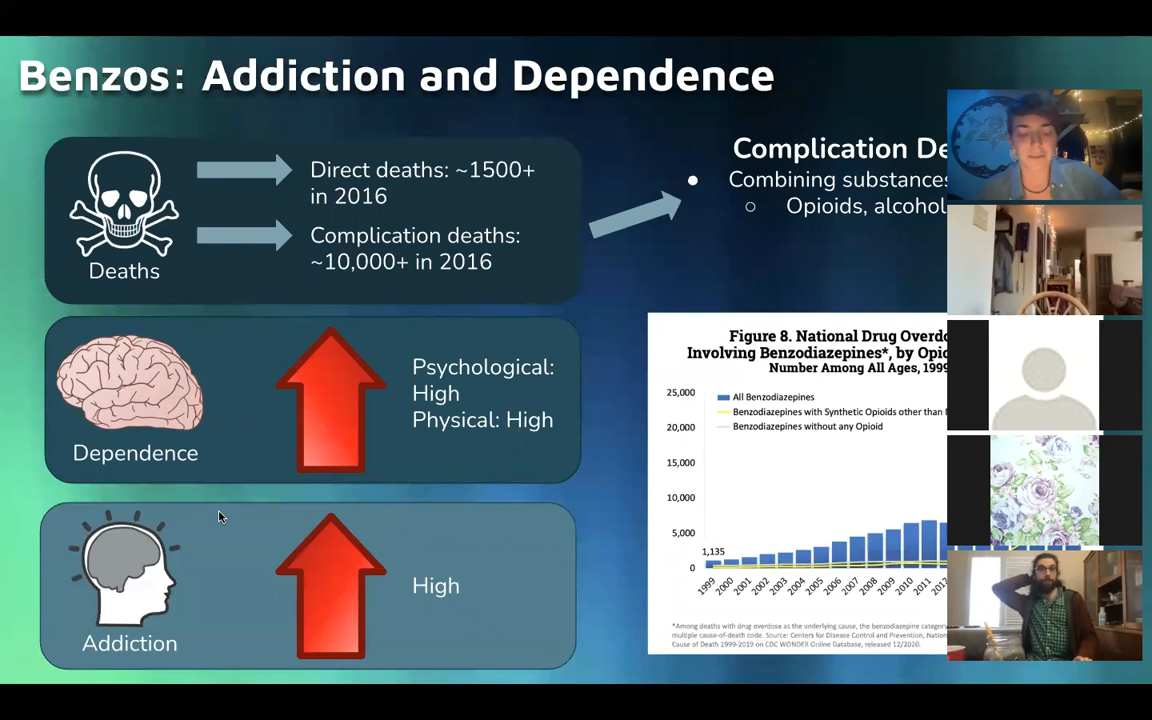 Benzos: Addiction and Dependence
Direct deaths: ~1500+
in 2016
Complication deaths:
~10,000+ in 2016
Deaths
Complication
Combining substances
Opioids, alcohol
Psychological:
High
Physical: High
Dependence
High
Addiction
Figure 8. National Drug
Involving Benzodiazepines*, by
Number Among All Ages, 1999
25,000
20,000
15,000
10,000
5,000
0
All Benzodiazepines
Benzodiazepines with Synthetic Opioids other than
Benzodiazepines without any Opioid
1,135
1999
2000
2001
2002
2003
2004
2005
2006
2007
2008
2009
2010
2011
*Among deaths with drug overdose as the underlying cause, the benzodiazepine
multiple cause-of-death code. Source: Centers for Disease Control and Prevention,
Cause of Death 1999-2019 on CDC WONDER Online Database, released 12/2020.